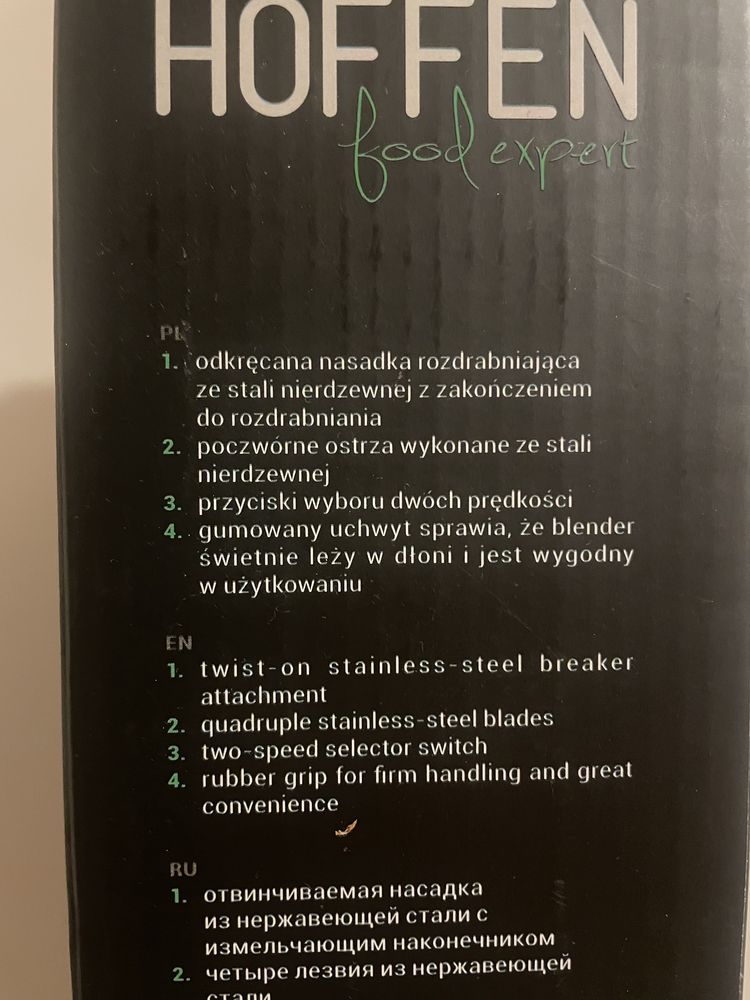 HOFFEN
food expert
PL
1. odkręcana nasadka rozdrabniająca
ze stali nierdzewnej z zakończeniem
do rozdrabniania
2. poczwórne ostrza wykonane ze stali
nierdzewnej
3. przyciski wyboru dwóch prędkości
4. gumowany uchwyt sprawia, że blender
świetnie leży w dłoni i jest wygodny
w użytkowaniu
EN
1. twist-on stainless-steel breaker
attachment
2. quadruple stainless-steel blades
3. two-speed selector switch
4. rubber grip for firm handling and great
convenience
RU
1. отвинчиваемая насадка
из нержавеющей стали с
измельчающим наконечником
2. четыре лезвия из нержавеющей
стали